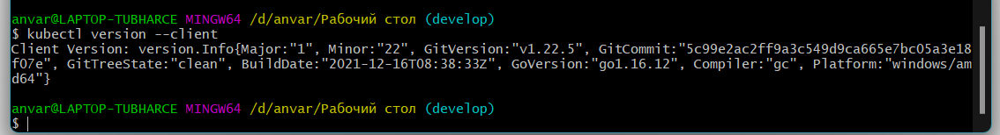 anvar@LAPTOP-TUBHARCE MINGW64 /d/anvar/Рабочий стол (develop)
$ kubectl version --client
Client Version: version.Info{Major:"1", Minor:"22", GitVersion:"v1.22.5", GitCommit:"5c99e2ac2ff9a3c549d9ca665e7bc05a3e18
f07e", GitTreeState:"clean", BuildDate:"2021-12-16T08:38:33Z", GoVersion:"go1.16.12", Compiler:"gc", Platform:"windows/am
d64"}
anvar@LAPTOP-TUBHARCE MINGW64 /d/anvar/Рабочий стол (develop)
$